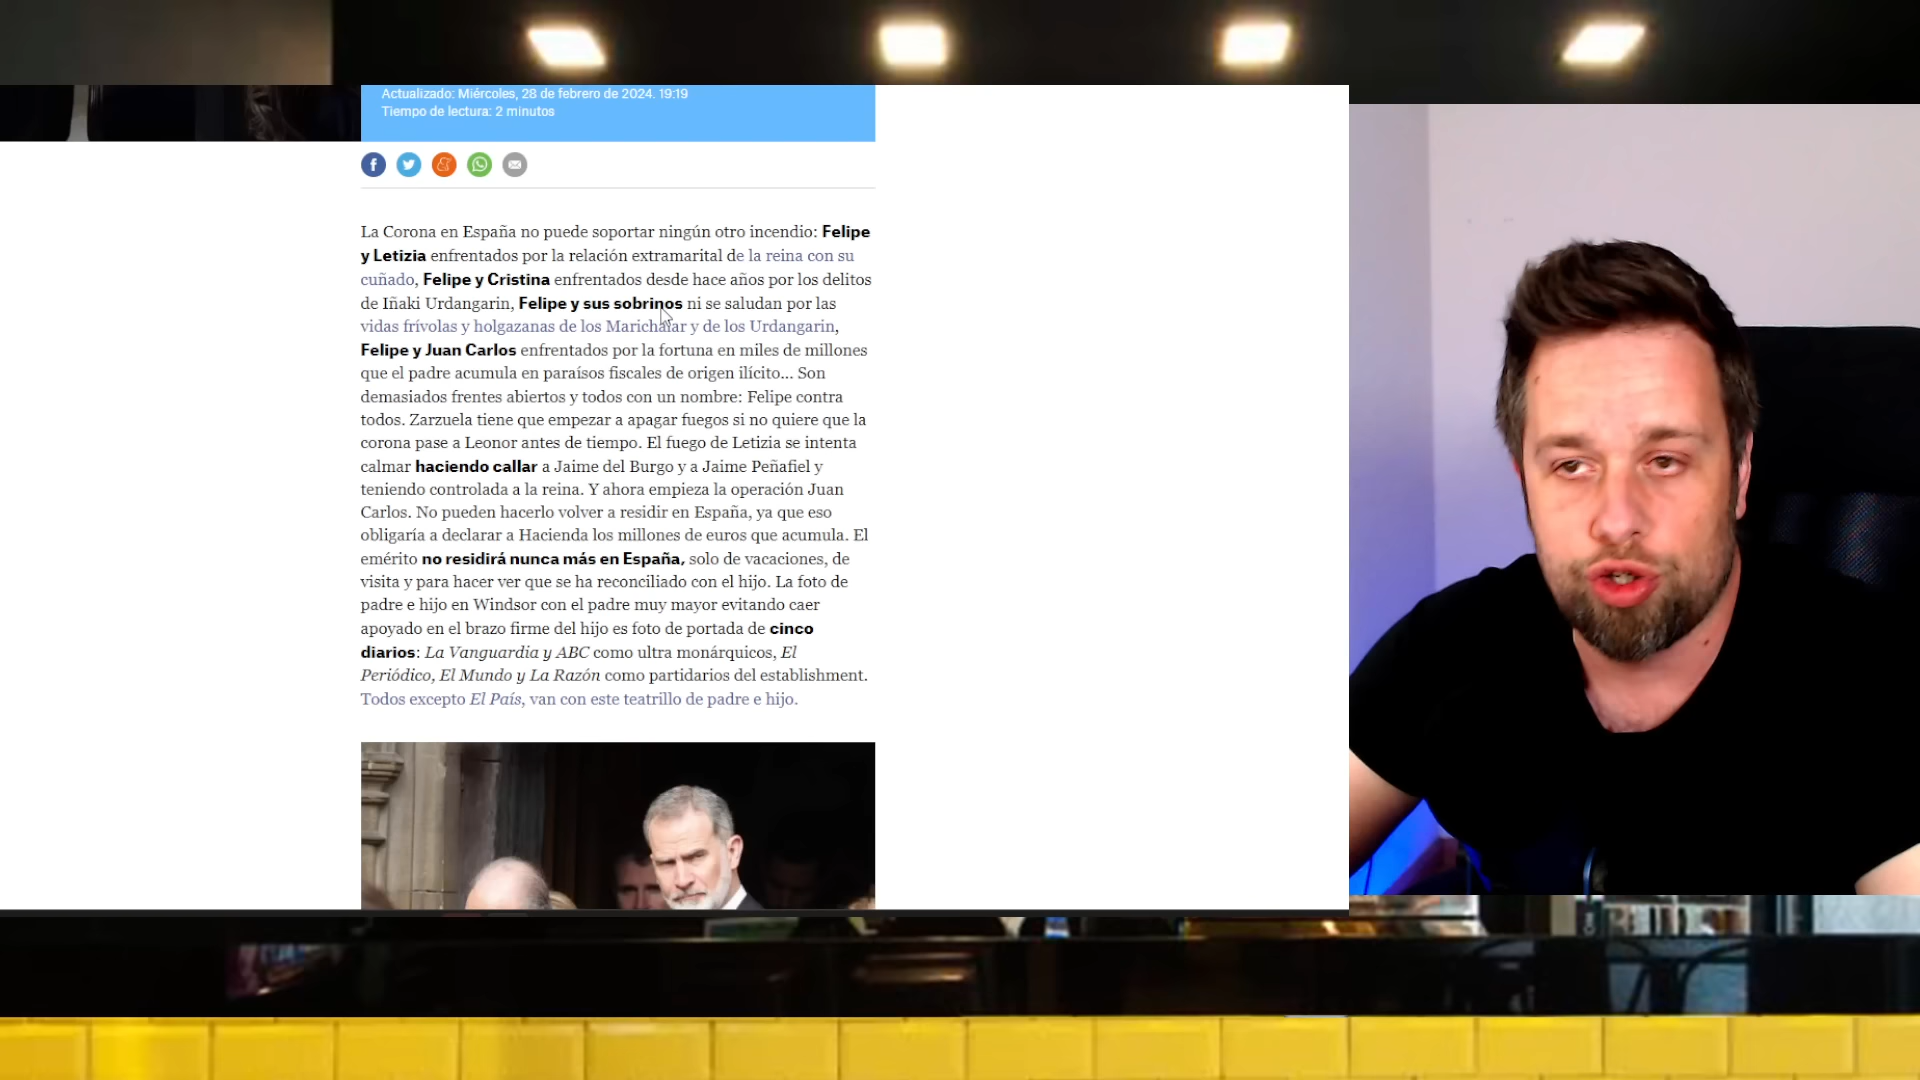 Actualizado: Miércoles, 28 de febrero de 2024. 19:19
Tiempo de lectura: 2 minutos
La Corona en España no puede soportar ningún otro incendio: Felipe
y Letizia enfrentados por la relación extramarital de la reina con su
cuñado, Felipe y Cristina enfrentados desde hace años por los delitos
de Iñaki Urdangarin, Felipe y sus sobrinos ni se saludan por las
vidas frívolas y holgazanas de los Marichalar y de los Urdangarin,
Felipe y Juan Carlos enfrentados por la fortuna en miles de millones
que el padre acumula en paraísos fiscales de origen ilícito... Son
demasiados frentes abiertos y todos con un nombre: Felipe contra
todos. Zarzuela tiene que empezar a apagar fuegos si no quiere que la
corona pase a Leonor antes de tiempo. El fuego de Letizia se intenta
calmar haciendo callar a Jaime del Burgo y a Jaime Peñafiel y
teniendo controlada a la reina. Y ahora empieza la operación Juan
Carlos. No pueden hacerlo volver a residir en España, ya que eso
obligaría a declarar a Hacienda los millones de euros que acumula. El
emérito no residirá nunca más en España, solo de vacaciones, de
visita y para hacer ver que se ha reconciliado con el hijo. La foto de
padre e hijo en Windsor con el padre muy mayor evitando caer
apoyado en el brazo firme del hijo es foto de portada de cinco
diarios: La Vanguardia y ABC como ultra monárquicos, El
Periódico, El Mundo y La Razón como partidarios del establishment.
Todos excepto El País, van con este teatrillo de padre e hijo.